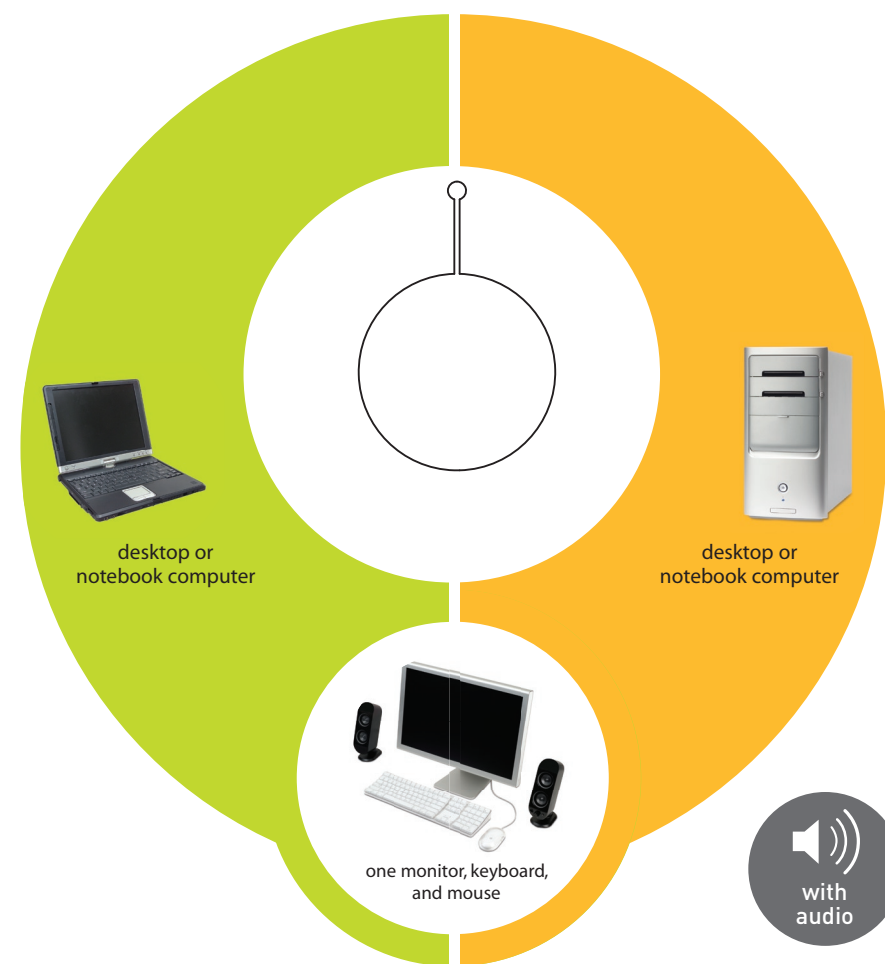 desktop or
notebook computer
desktop or
notebook computer
one monitor, keyboard,
and mouse
with
audio